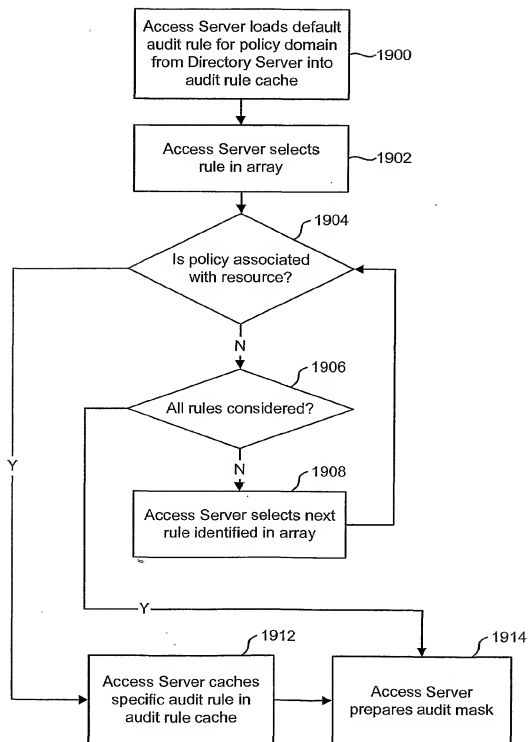 Access Server loads default
audit rule for policy domain
from Directory Server into
audit rule cache
1900
Access Server selects
rule in array
1902
1904
Is policy associated
with resource?
N
1906
All rules considered?
Y
N
1908
Access Server selects next
rule identified in array
Y
1912
Access Server caches
specific audit rule in
audit rule cache
1914
Access Server
prepares audit mask